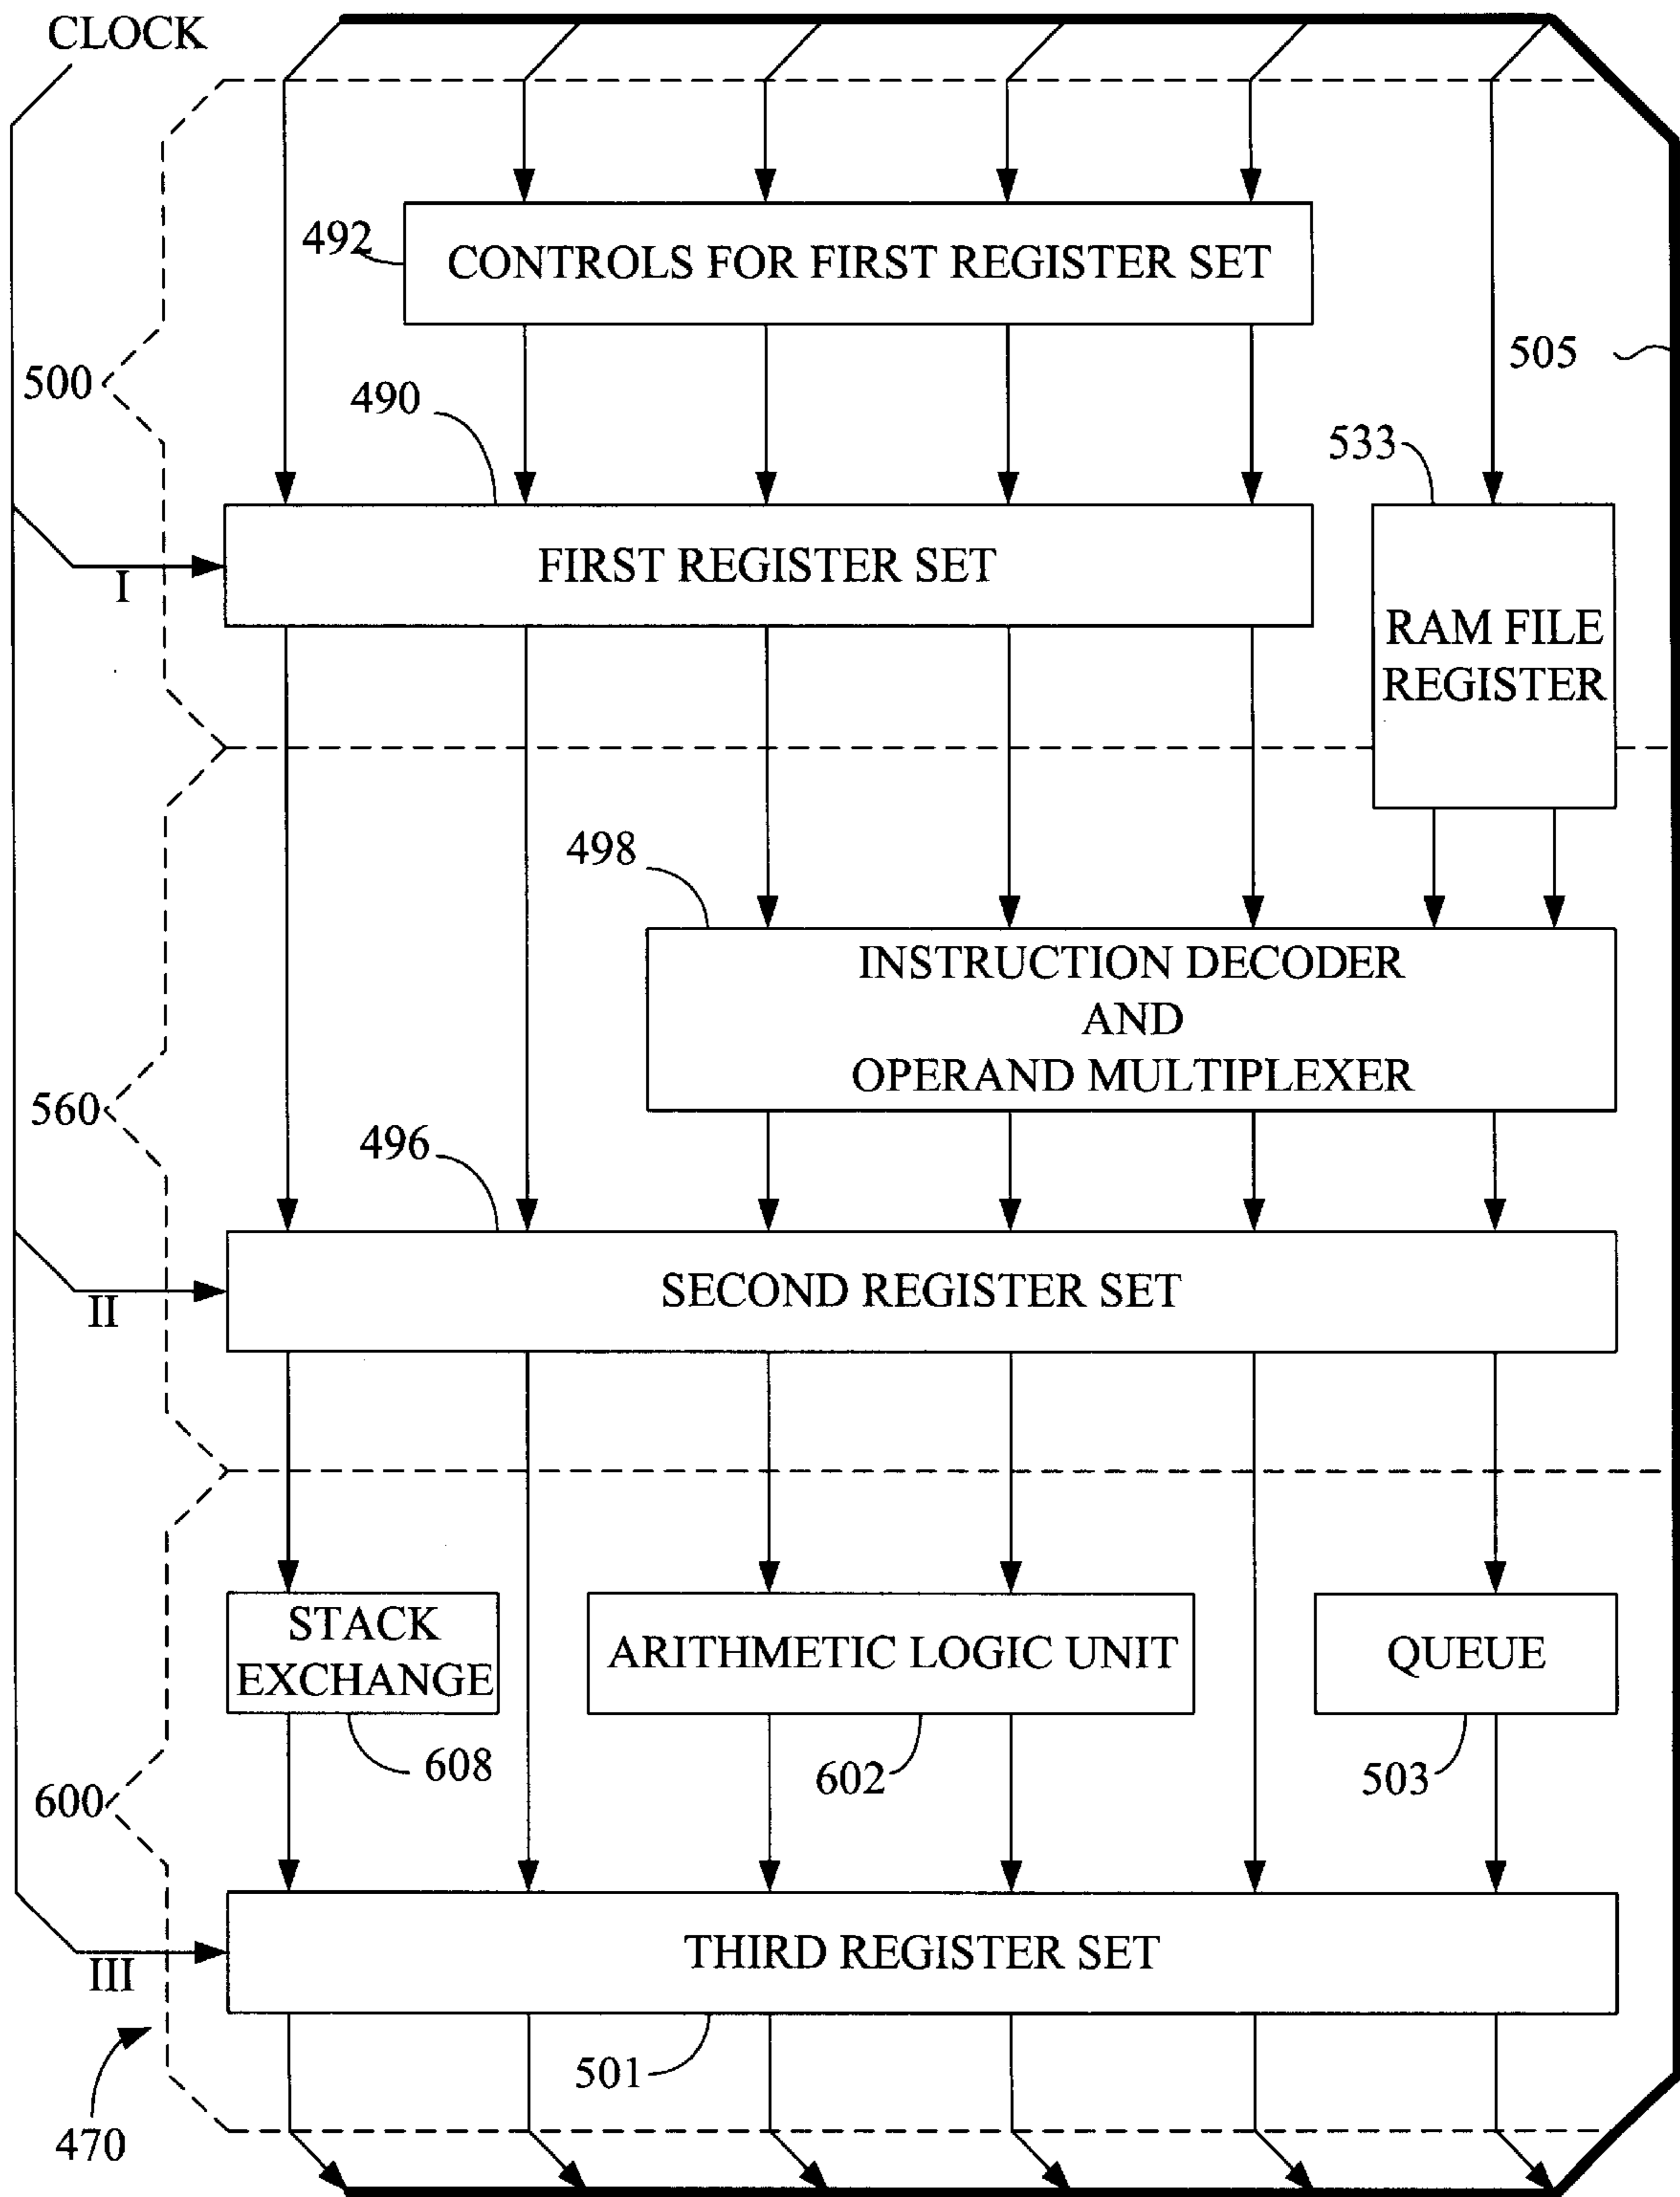 CLOCK
492
CONTROLS FOR FIRST REGISTER SET
505
500
490
533
I
FIRST REGISTER SET
RAM FILE
REGISTER
498
INSTRUCTION DECODER
AND
OPERAND MULTIPLEXER
560
496
II
SECOND REGISTER SET
STACK
EXCHANGE
ARITHMETIC LOGIC UNIT
QUEUE
608
602
503
600
III
THIRD REGISTER SET
501
470